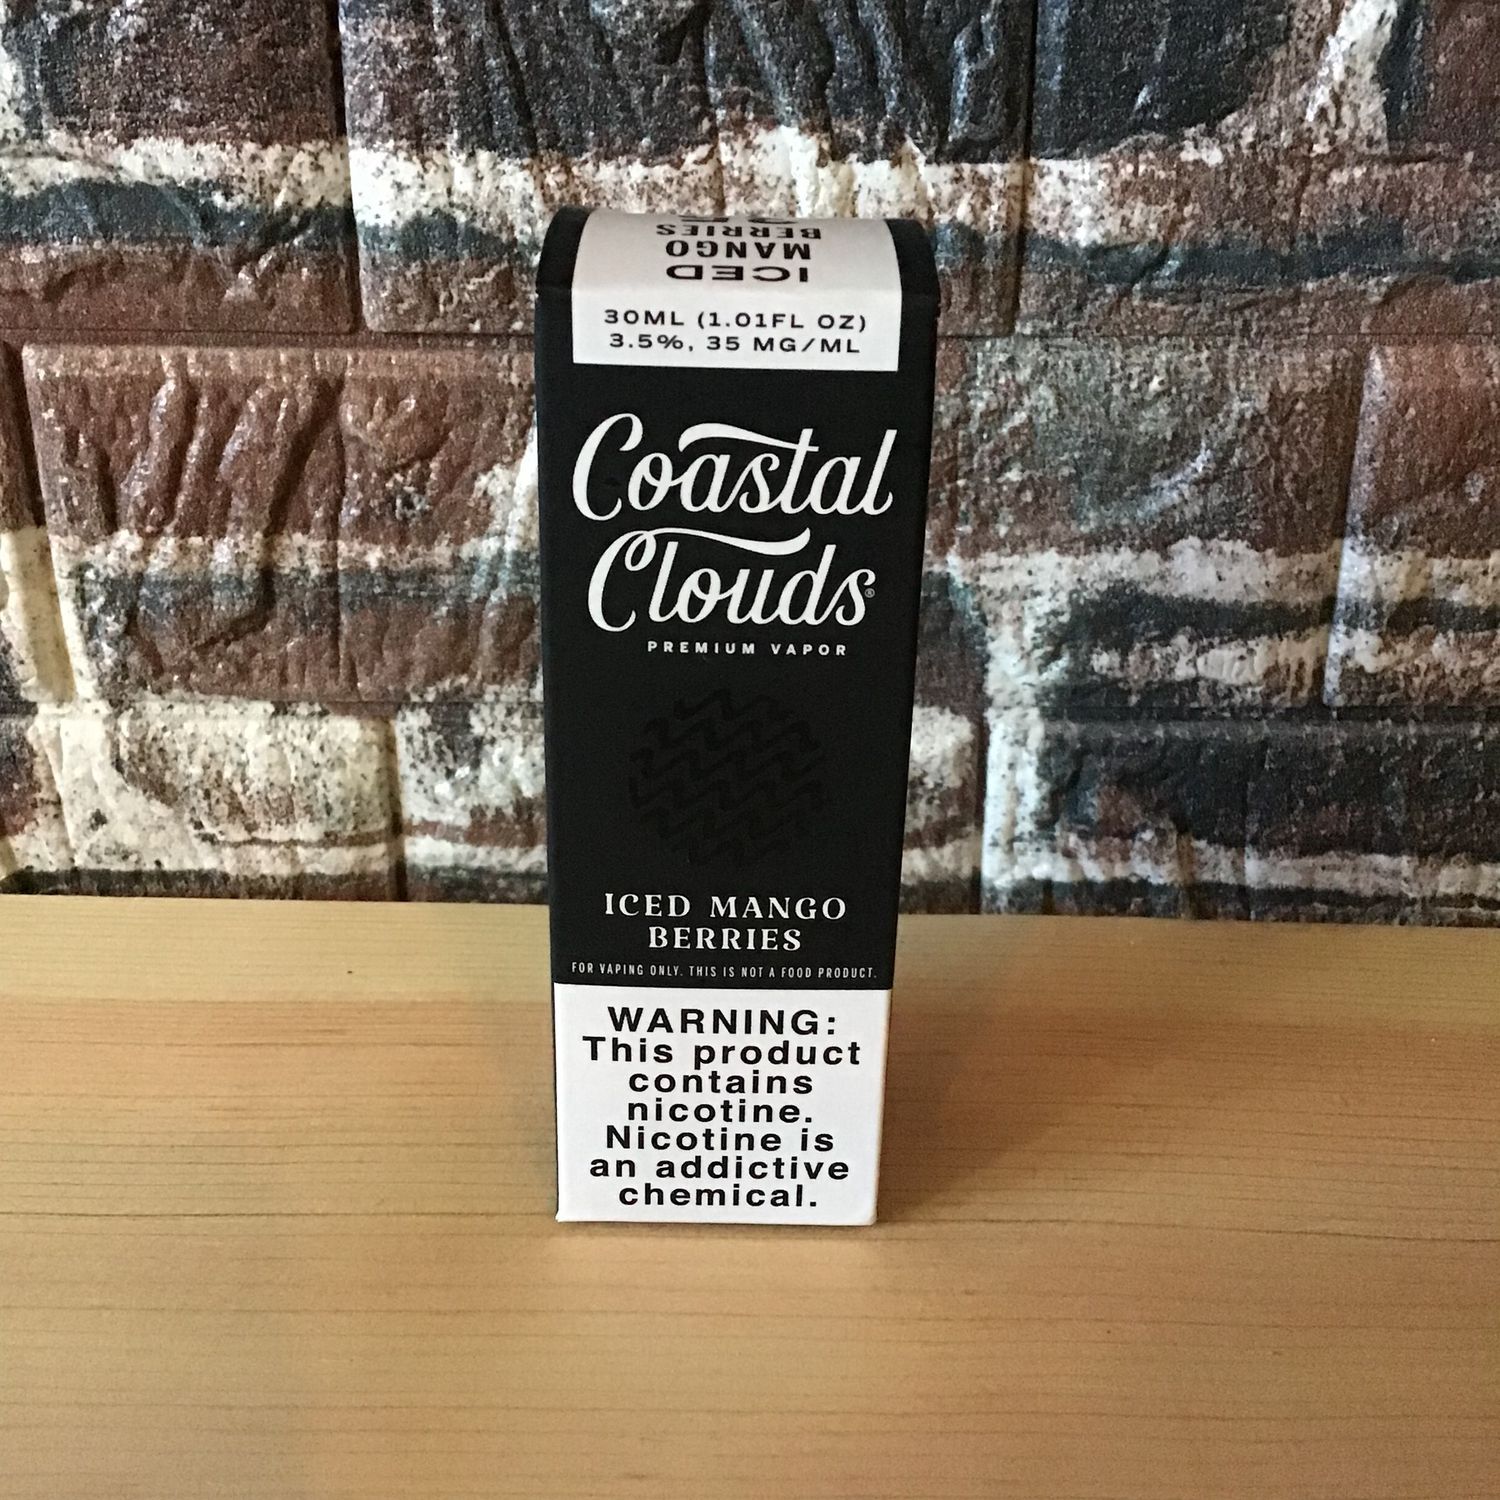 ICED
MANGO
BERRIES
30ML (1.01FL OZ)
3.5%, 35 MG/ML
Coastal
Clouds®
PREMIUM VAPOR
ICED MANGO
BERRIES
FOR VAPING ONLY. THIS IS NOT A FOOD PRODUCT.
WARNING:
This product
contains
nicotine.
Nicotine is
an addictive
chemical.